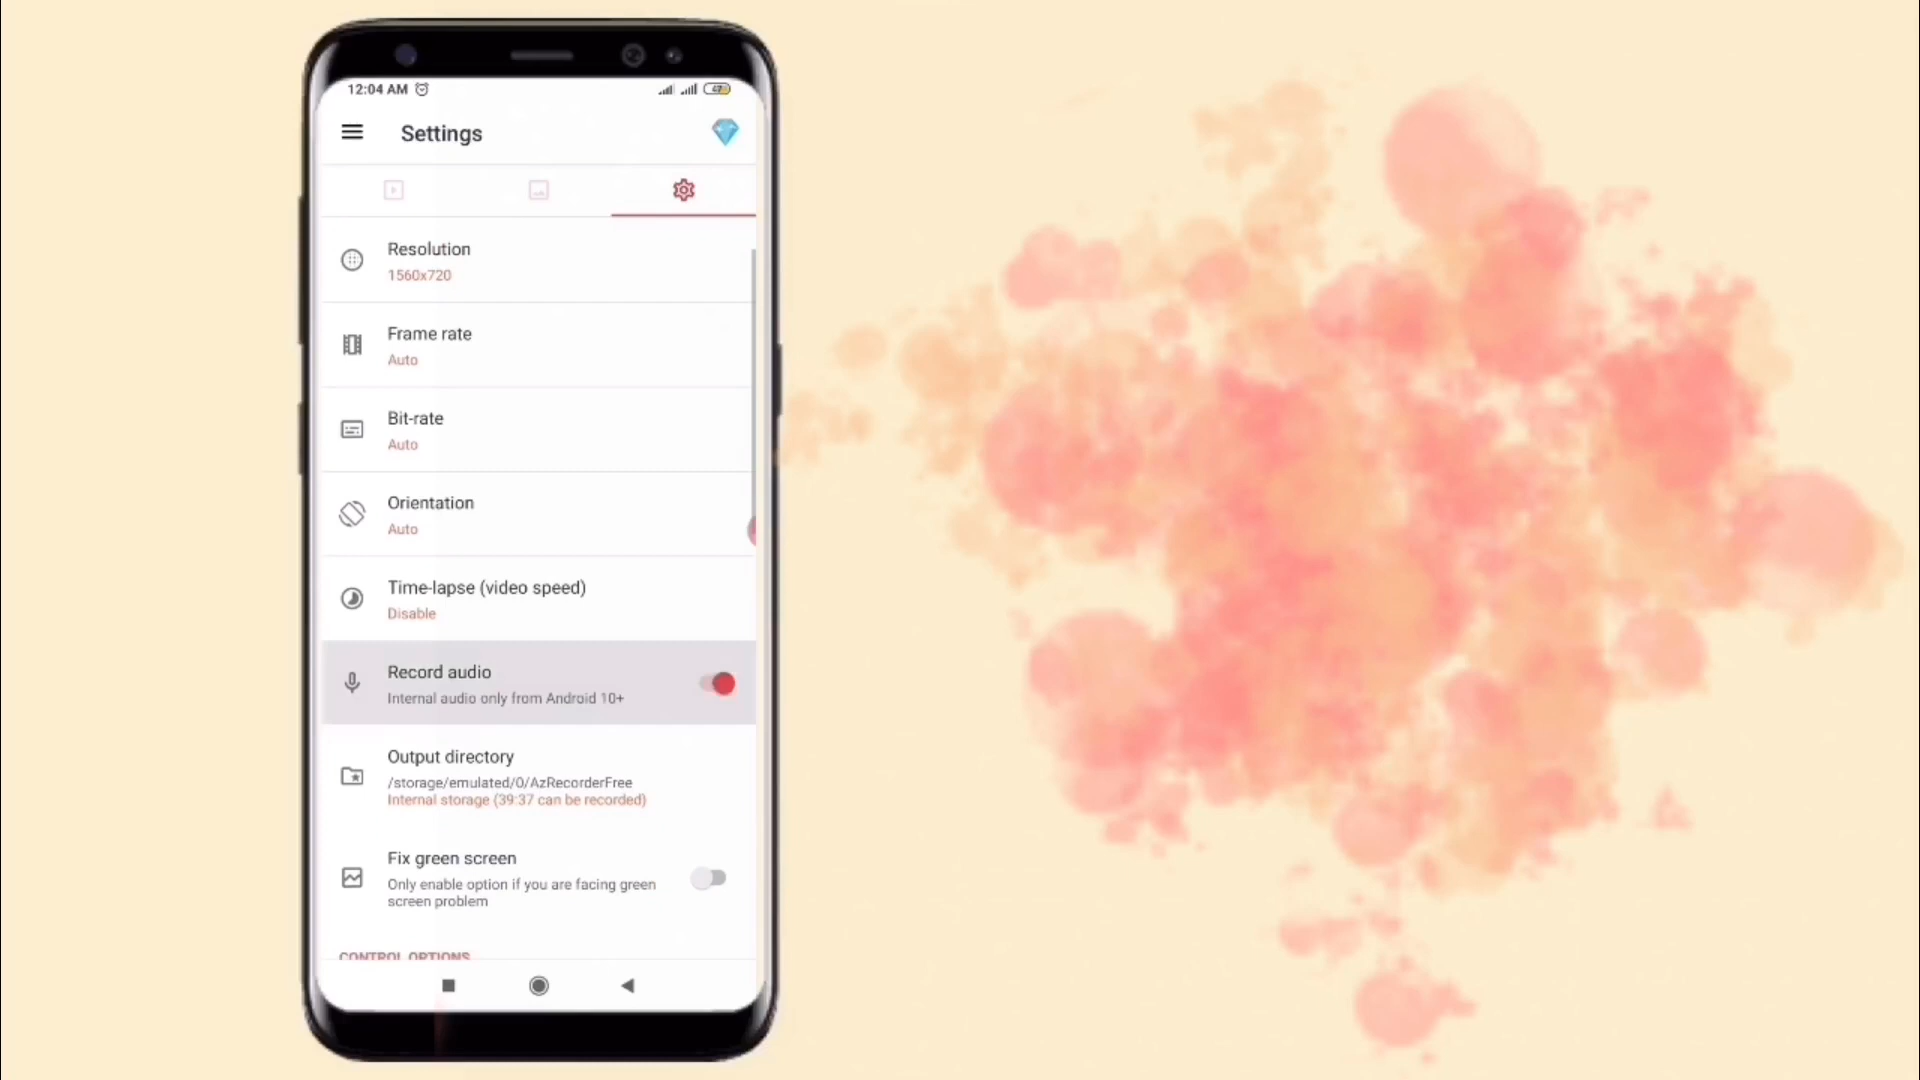 12:04 AM
47
Settings
Resolution
1560x720
Frame rate
Auto
Bit-rate
Auto
Orientation
Auto
Time-lapse (video speed)
Disable
Record audio
Internal audio only from Android 10+
Output directory
/storage/emulated/0/AzRecorderFree
Internal storage (39:37 can be recorded)
Fix green screen
Only enable option if you are facing green
screen problem
CONTROL OPTIONS